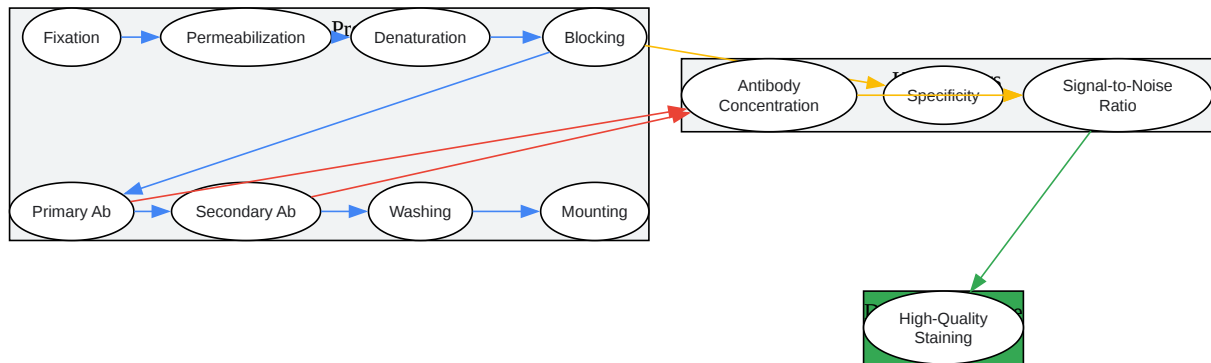 Fixation
Permeabilization
Denaturation
Blocking
Antibody
Concentration
Specificity
Signal-to-Noise
Ratio
Primary Ab
Secondary Ab
Washing
Mounting
High-Quality
Staining